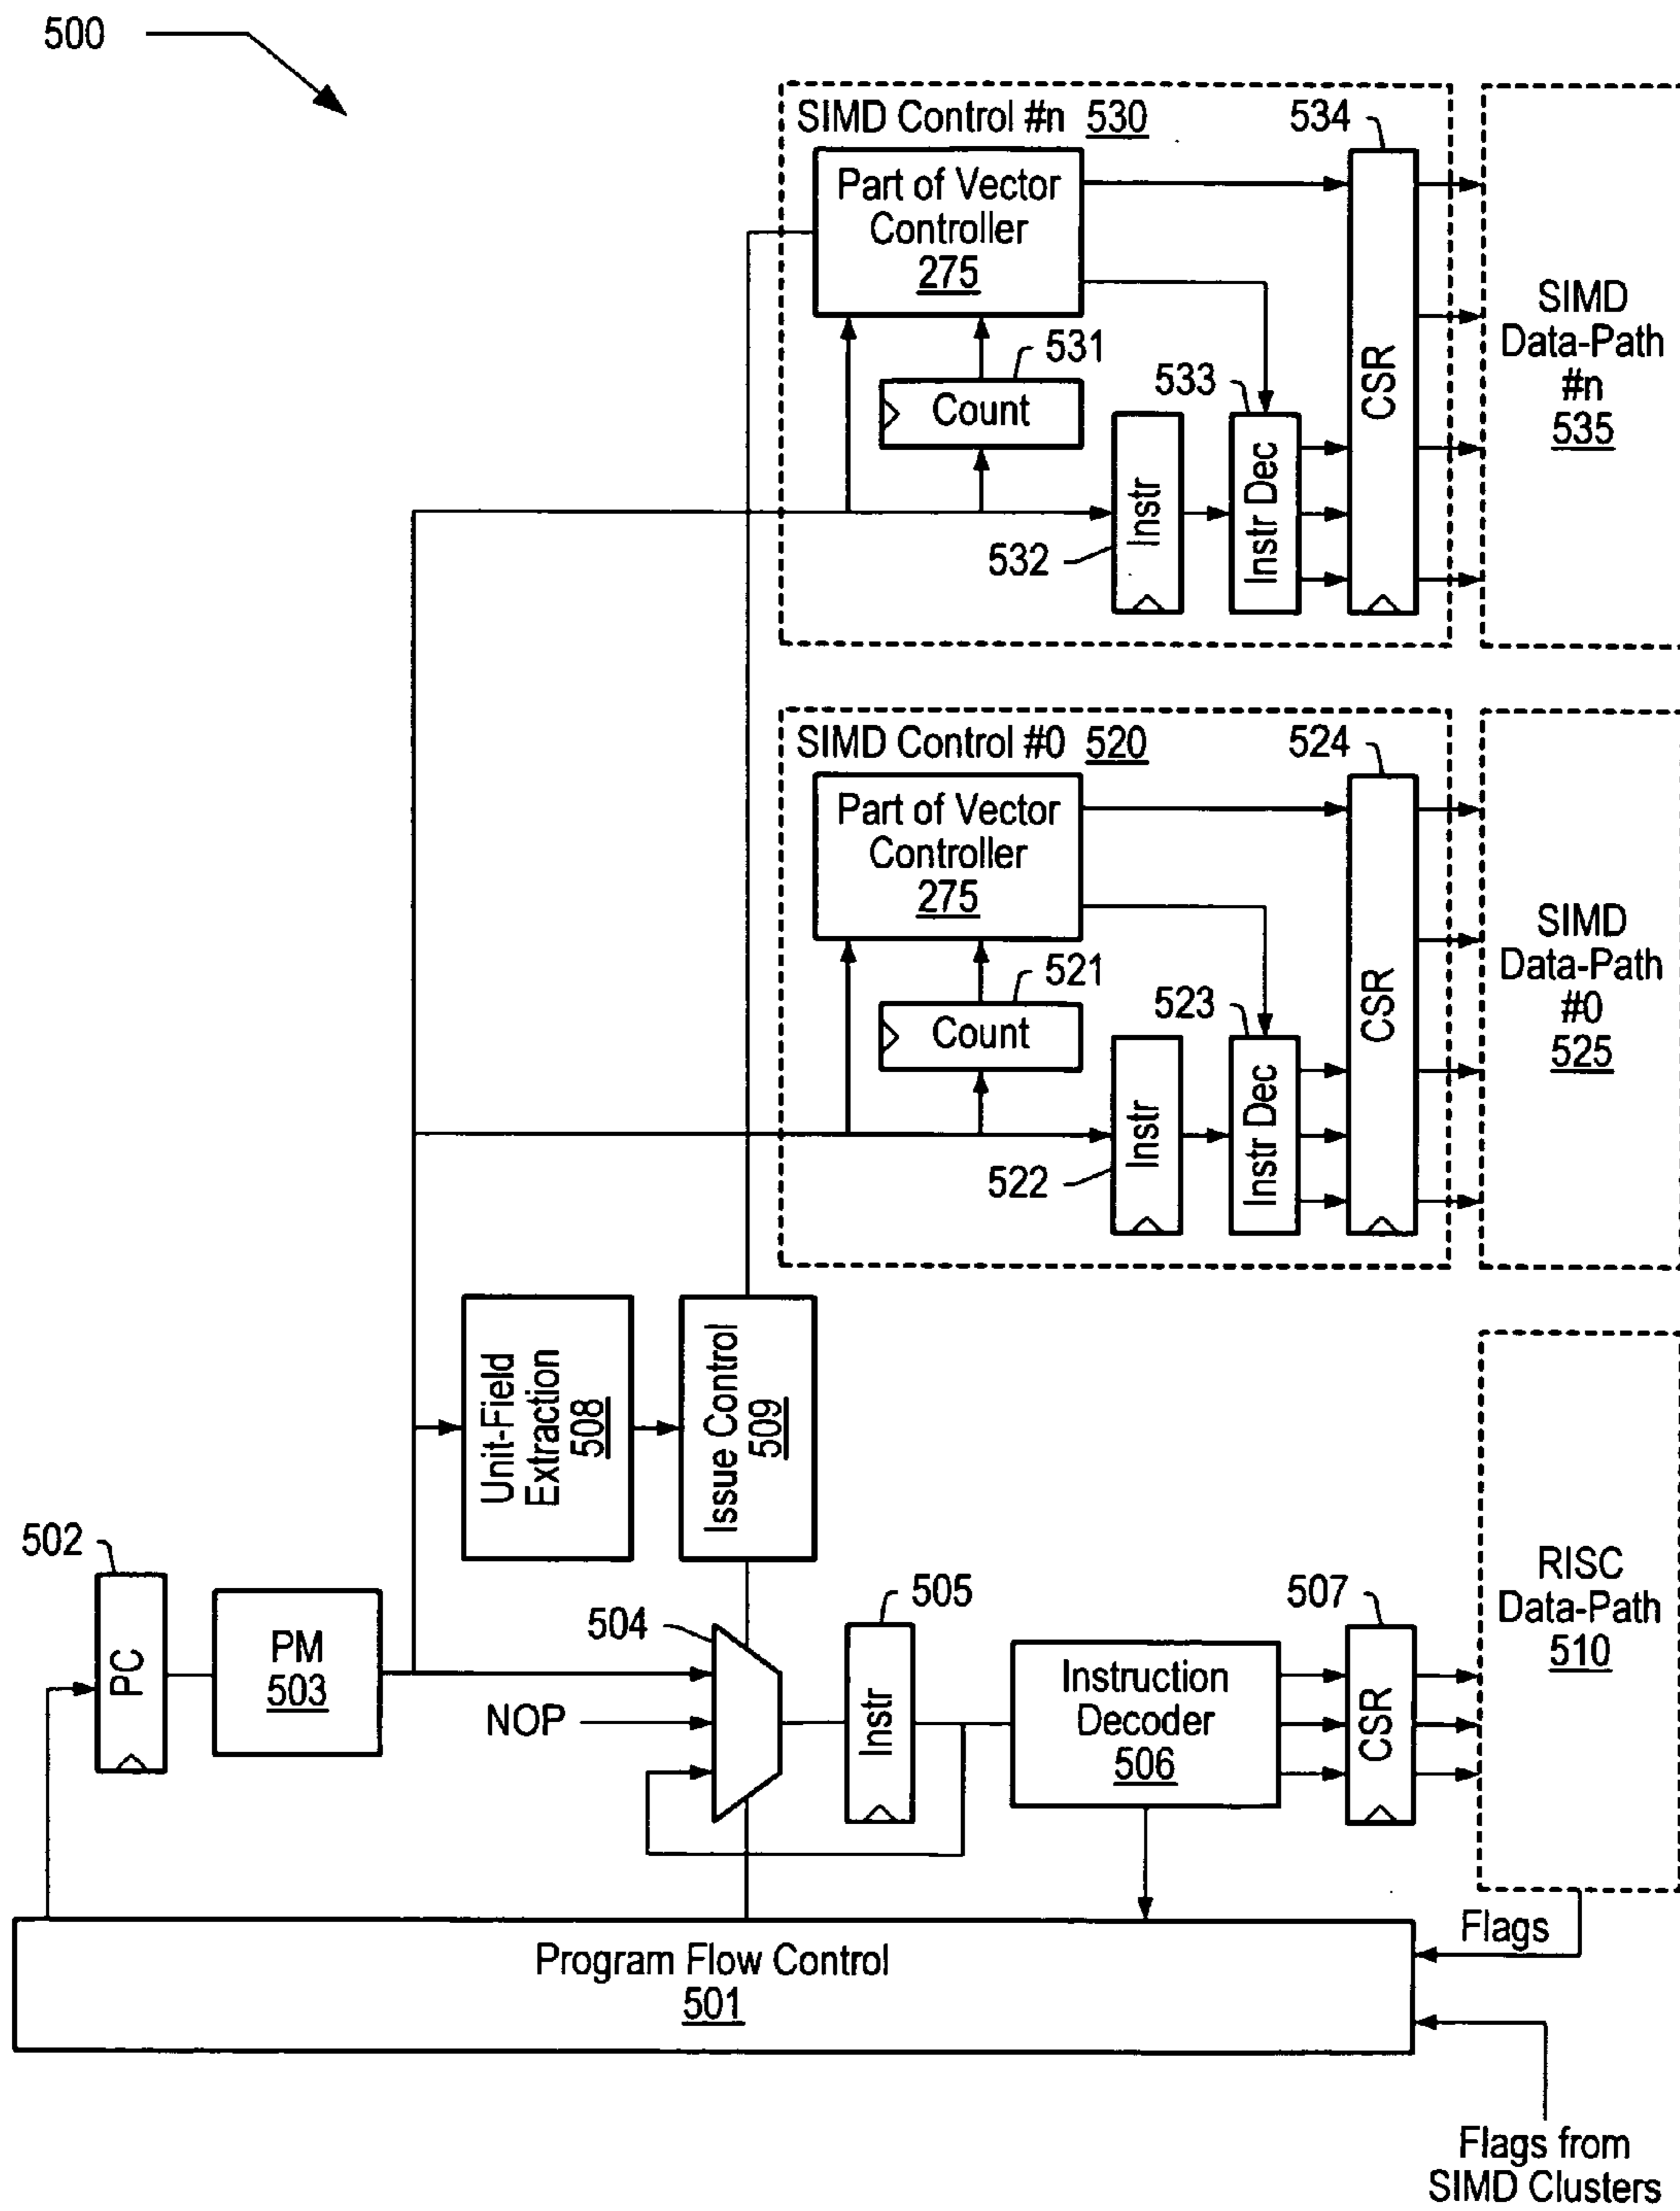 500
SIMD Control #n 530
534
Part of Vector
Controller
275
531
Count
533
532
Instr
Instr Dec
CSR
SIMD
Data-Path
#n
535
SIMD Control #0 520
524
Part of Vector
Controller
275
521
Count
523
522
Instr
Instr Dec
CSR
SIMD
Data-Path
#0
525
Unit-Field
Extraction
508
Issue Control
509
502
PC
PM
503
504
NOP
505
Instr
Instruction
Decoder
506
507
CSR
RISC
Data-Path
510
Flags
Program Flow Control
501
Flags from
SIMD Clusters